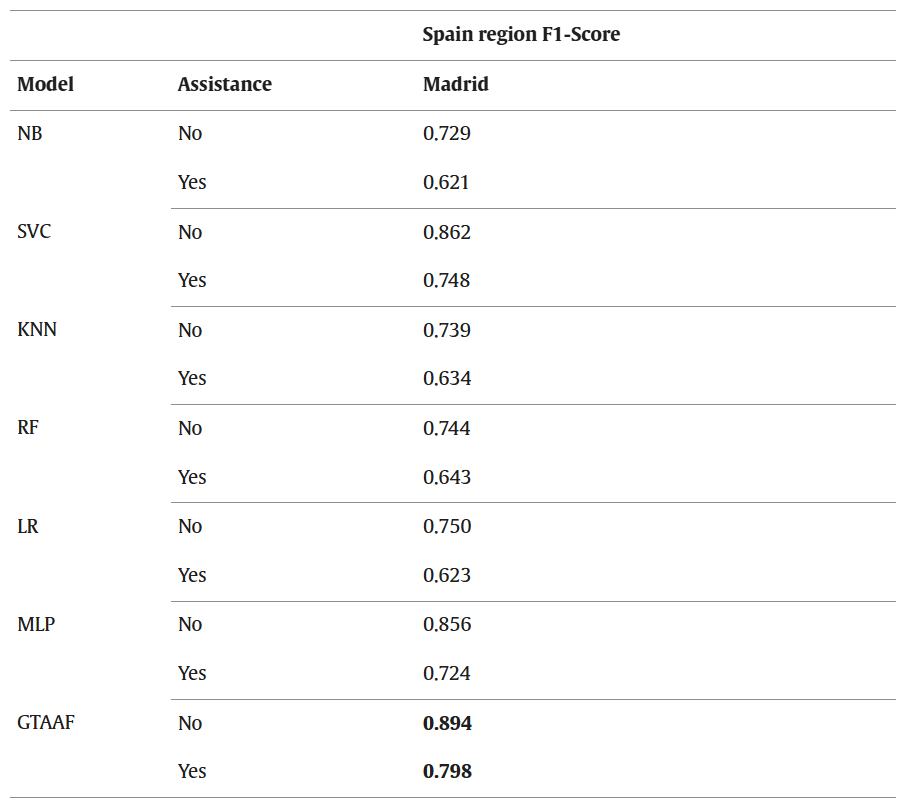 Spain region F1-Score
Model Assistance Madrid
NB No 0.729
Yes 0.621
SVC No 0.862
Yes 0.748
KNN No 0.739
Yes 0.634
RF No 0.744
Yes 0.643
LR No 0.750
Yes 0.623
MLP No 0.856
Yes 0.724
GTAAF No 0.894
Yes 0.798